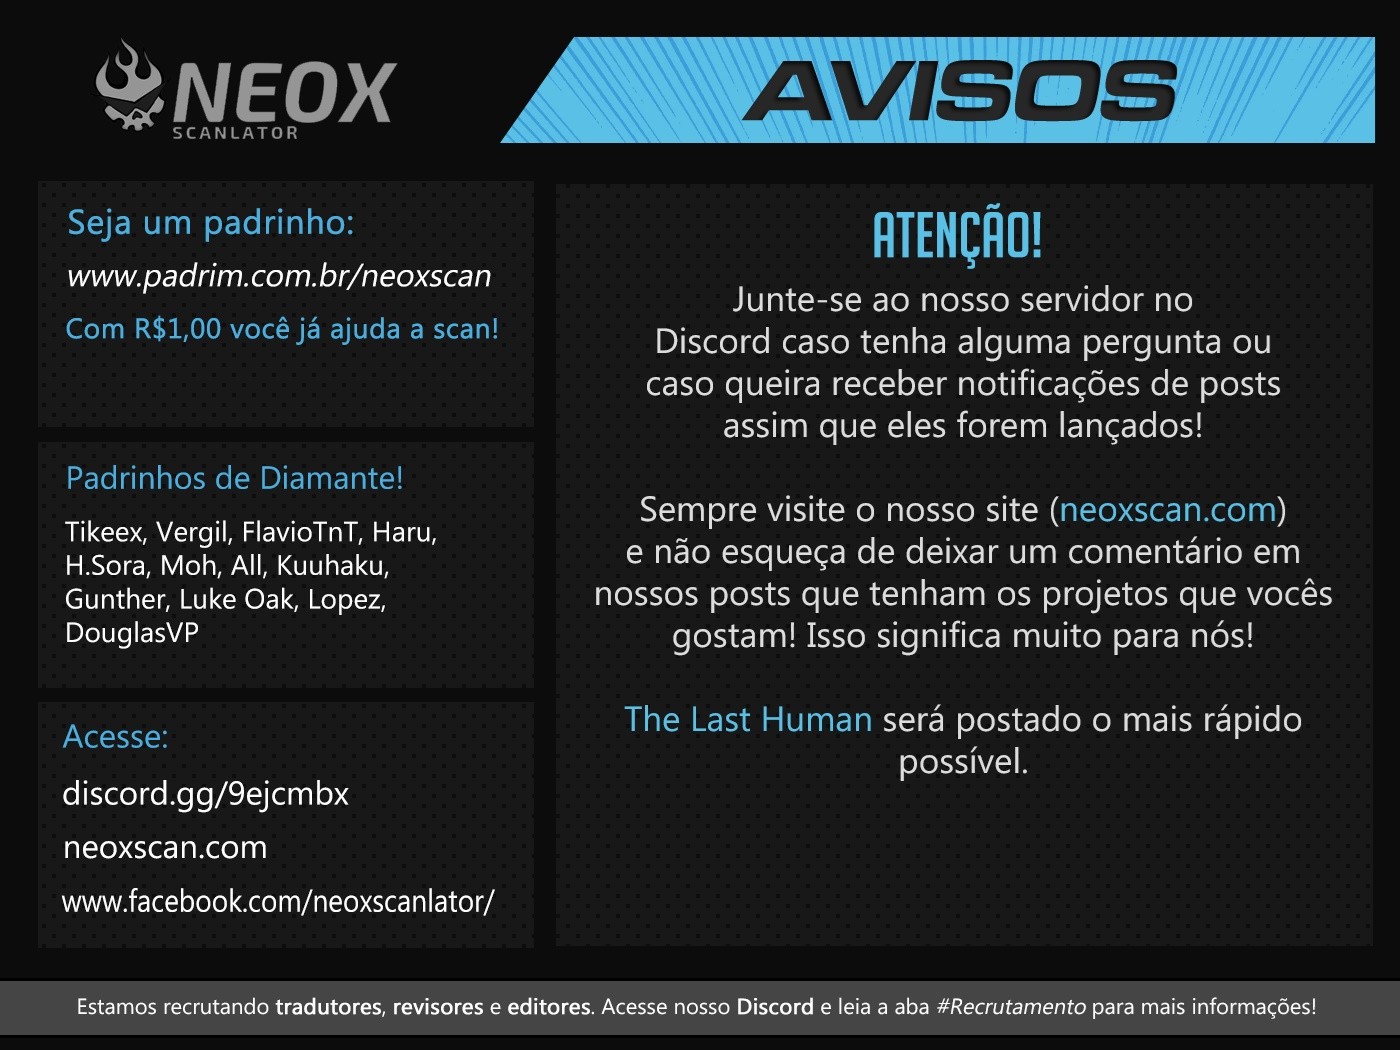 NEOX
SCANLATOR
AVISOS
Seja um padrinho:
www.padrim.com.br/neoxscan
Com R$1,00 você já ajuda a scan!
Padrinhos de Diamante!
Tikeex, Vergil, FlavioTnT, Haru,
H.Sora, Moh, All, Kuuhaku,
Gunther, Luke Oak, Lopez,
DouglasVP
Acesse:
discord.gg/9ejcmbx
neoxscan.com
www.facebook.com/neoxscanlator/
ATENÇÃO!
Junte-se ao nosso servidor no
Discord caso tenha alguma pergunta ou
caso queira receber notificações de posts
assim que eles forem lançados!
Sempre visite o nosso site (neoxscan.com)
e não esqueça de deixar um comentário em
nossos posts que tenham os projetos que vocês
gostam! Isso significa muito para nós!
The Last Human será postado o mais rápido
possível.
Estamos recrutando tradutores, revisores e editores. Acesse nosso Discord e leia a aba #Recrutamento para mais informações!